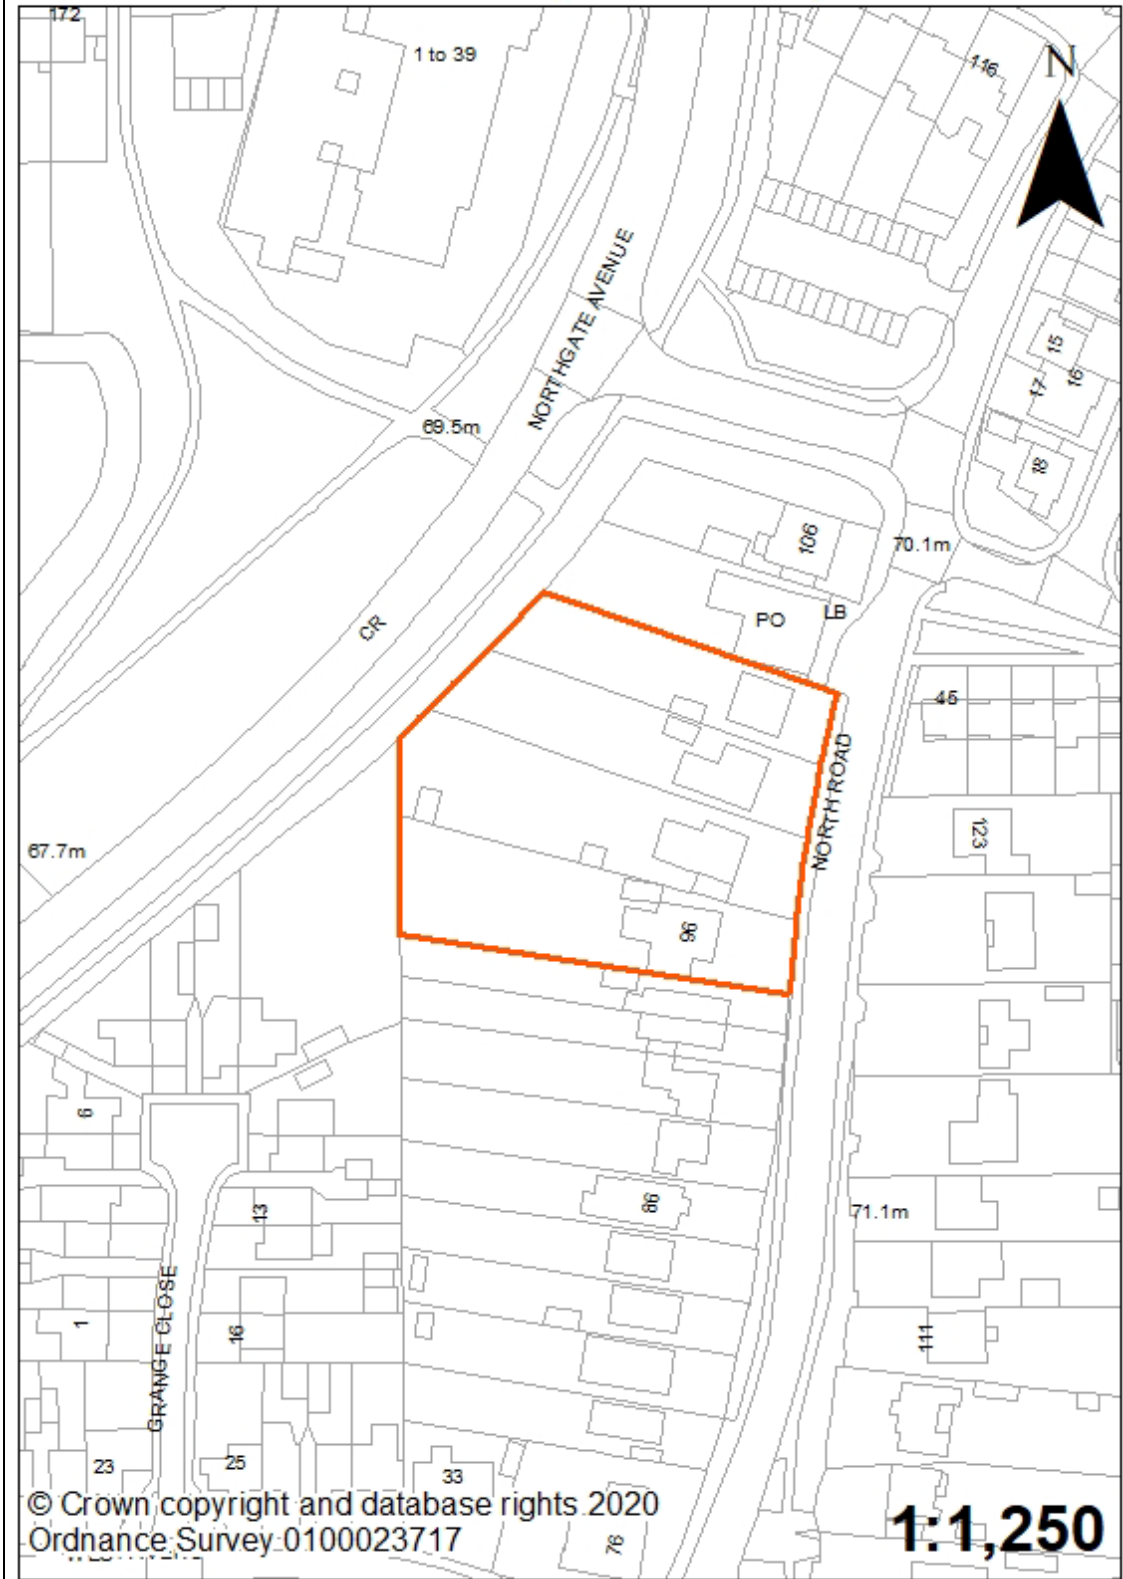 172
1 to 39
116
N
NORTHGATE AVENUE
15
16
17
18
69.5m
106
70.1m
PO
LB
CR
45
NORTH ROAD
123
67.7m
96
6
86
71.1m
13
GRANGE CLOSE
1
16
111
23
25
33
76
© Crown copyright and database rights 2020
Ordnance Survey 0100023717
1:1,250